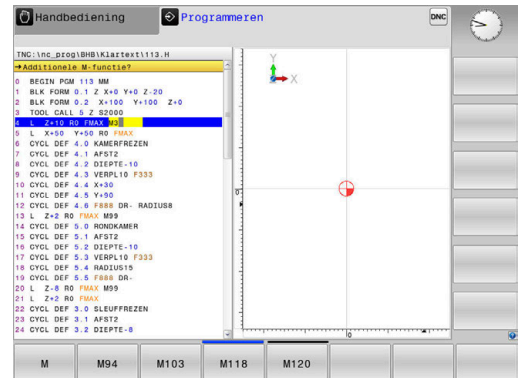 Handbediening
Programmeren
DNC
TNC:\nc_prog\BHB\Klartext\113.H
→Additionele M-functie?
0 BEGIN PGM 113 MM
1 BLK FORM 0.1 Z X+0 Y+0 Z-20
2 BLK FORM 0.2 X+100 Y+100 Z+0
3 TOOL CALL 5 Z S2000
4 L Z+10 R0 FMAX M3
5 L X+50 Y+50 R0 FMAX
6 CYCL DEF 4.0 KAMERFREZEN
7 CYCL DEF 4.1 AFST2
8 CYCL DEF 4.2 DIEPTE-10
9 CYCL DEF 4.3 VERPL10 F333
10 CYCL DEF 4.4 X+30
11 CYCL DEF 4.5 Y+90
12 CYCL DEF 4.6 F888 DR- RADIUS8
13 L Z+2 R0 FMAX M99
14 CYCL DEF 5.0 RONDKAMER
15 CYCL DEF 5.1 AFST2
16 CYCL DEF 5.2 DIEPTE-10
17 CYCL DEF 5.3 VERPL10 F333
18 CYCL DEF 5.4 RADIUS15
19 CYCL DEF 5.5 F888 DR-
20 L Z-8 R0 FMAX M99
21 L Z+2 R0 FMAX
22 CYCL DEF 3.0 SLEUFFREZEN
23 CYCL DEF 3.1 AFST2
24 CYCL DEF 3.2 DIEPTE-8
Y
X
0
0
M M94 M103 M118 M120